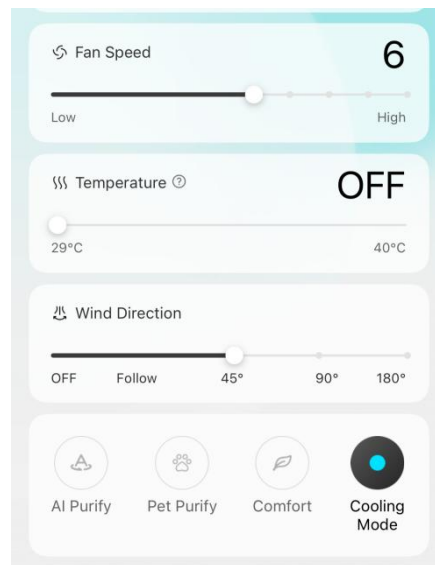 Fan Speed 6
Low High
Temperature ? OFF
29°C 40°C
Wind Direction
OFF Follow 45° 90° 180°
AI Purify Pet Purify Comfort Cooling
Mode